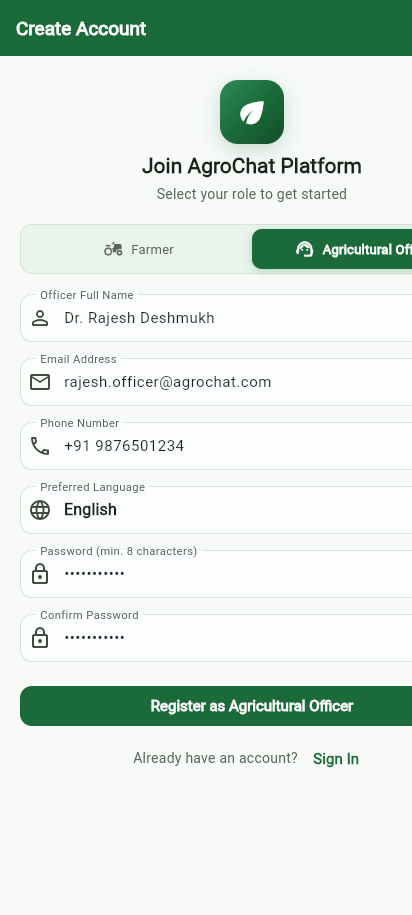 Create Account
Join AgroChat Platform
Select your role to get started
Farmer
Agricultural Off
Officer Full Name
Dr. Rajesh Deshmukh
Email Address
rajesh.officer@agrochat.com
Phone Number
+91 9876501234
Preferred Language
English
Password (min. 8 characters)
•••••••••••
Confirm Password
•••••••••••
Register as Agricultural Officer
Already have an account? Sign In